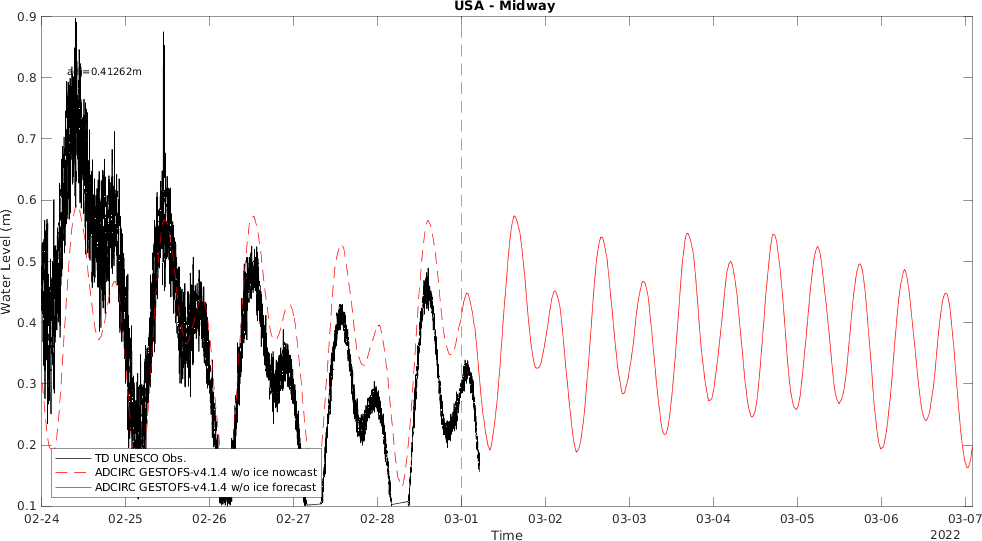 USA - Midway
0.9
0.8
0.7
0.6
0.5
0.4
0.3
0.2
0.1
Water Level (m)
=0.41262m
TD UNESCO Obs.
ADCIRC GESTOFS-v4.1.4 w/o ice nowcast
ADCIRC GESTOFS-v4.1.4 w/o ice forecast
02-24 02-25 02-26 02-27 02-28 03-01 03-02 03-03 03-04 03-05 03-06 03-07
Time
2022